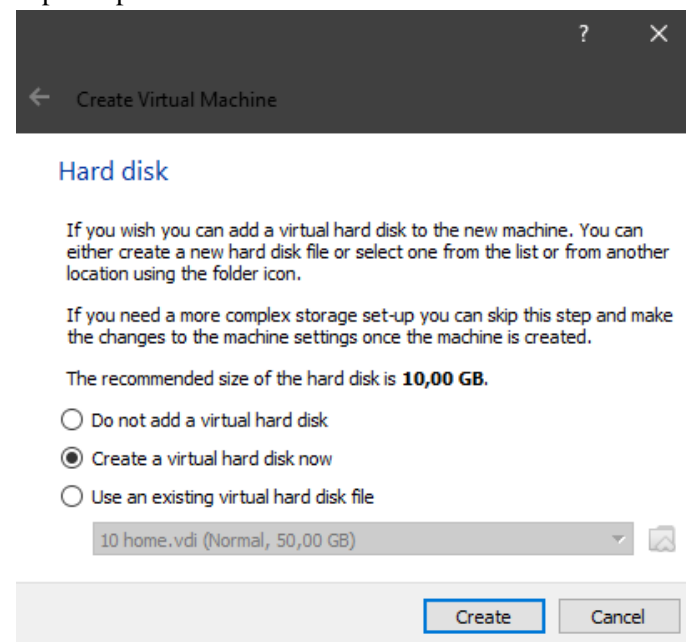 ?
Create Virtual Machine
Hard disk
If you wish you can add a virtual hard disk to the new machine. You can
either create a new hard disk file or select one from the list or from another
location using the folder icon.
If you need a more complex storage set-up you can skip this step and make
the changes to the machine settings once the machine is created.
The recommended size of the hard disk is 10,00 GB.
Do not add a virtual hard disk
Create a virtual hard disk now
Use an existing virtual hard disk file
10 home.vdi (Normal, 50,00 GB)
Create Cancel